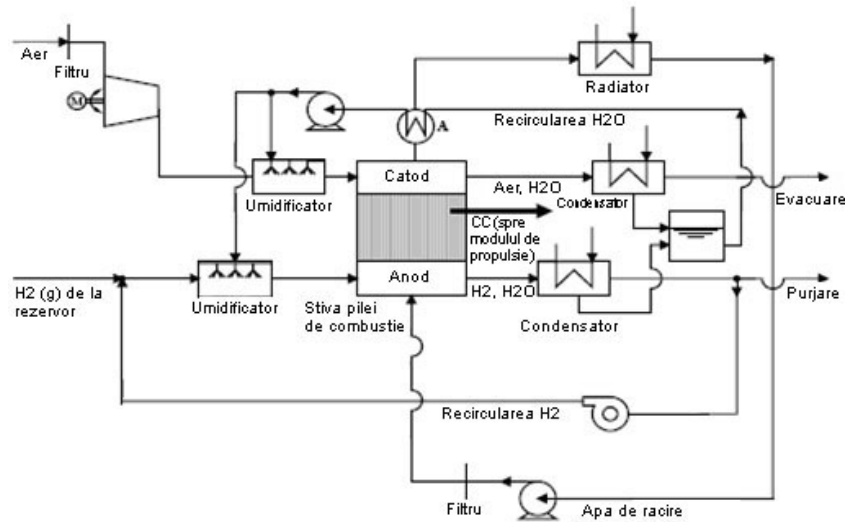 Aer
Filtru
M
Radiator
A
Recircularea H2O
Umidificator
Catod
Aer, H2O
Condensator
Evacuare
CC (spre
modulul de
propulsie)
H2 (g) de la
rezervor
Umidificator
Stiva pilei
de combustie
Anod
H2, H2O
Condensator
Purjare
Recircularea H2
Filtru
Apa de racire